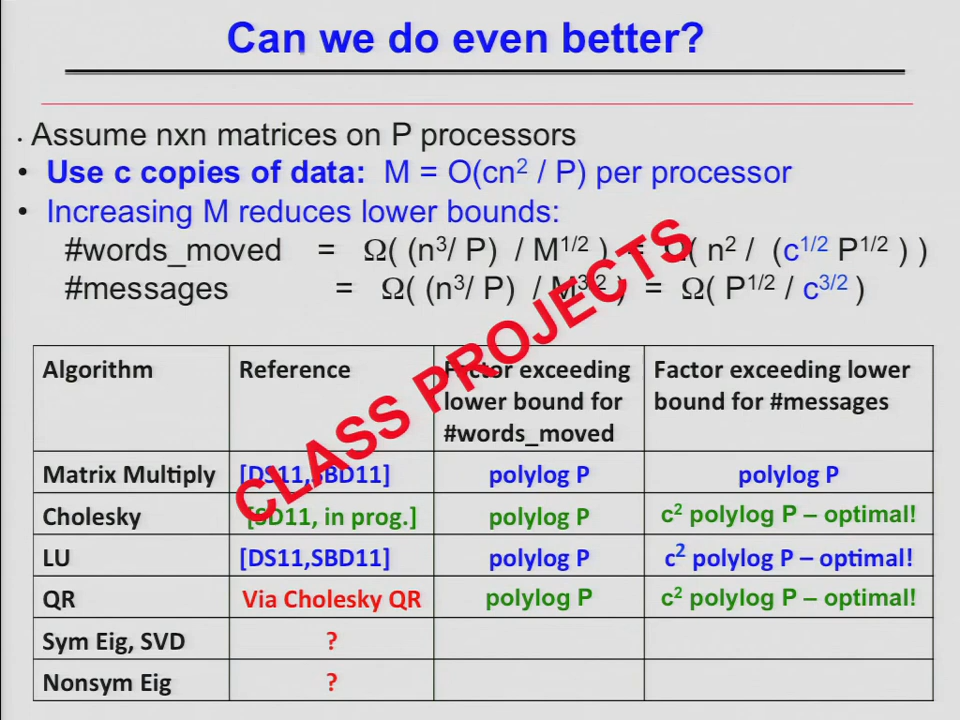 Can we do even better?
· Assume nxn matrices on P processors
• Use c copies of data: M = O(cn² / P) per processor
• Increasing M reduces lower bounds:
#words_moved = Ω( (n³/ P) / M^1/2 ) = Ω( n² / (c^1/2 P^1/2 ) )
#messages = Ω( (n³/ P) / M^3/2 ) = Ω( P^1/2 / c^3/2 )
CLASS PROJECTS
Algorithm Reference Factor exceeding lower bound for #words_moved Factor exceeding lower bound for #messages
Matrix Multiply [DS11,SBD11] polylog P polylog P
Cholesky [SD11, in prog.] polylog P c² polylog P – optimal!
LU [DS11,SBD11] polylog P c² polylog P – optimal!
QR Via Cholesky QR polylog P c² polylog P – optimal!
Sym Eig, SVD ?
Nonsym Eig ?